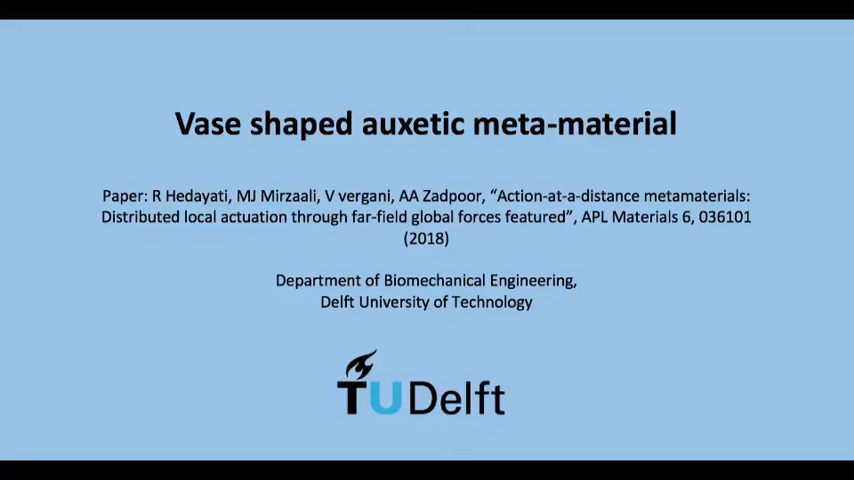 Vase shaped auxetic meta-material
Paper: R Hedayati, MJ Mirzaali, V vergani, AA Zadpoor, “Action-at-a-distance metamaterials:
Distributed local actuation through far-field global forces featured”, APL Materials 6, 036101
(2018)
Department of Biomechanical Engineering,
Delft University of Technology
TUDelft